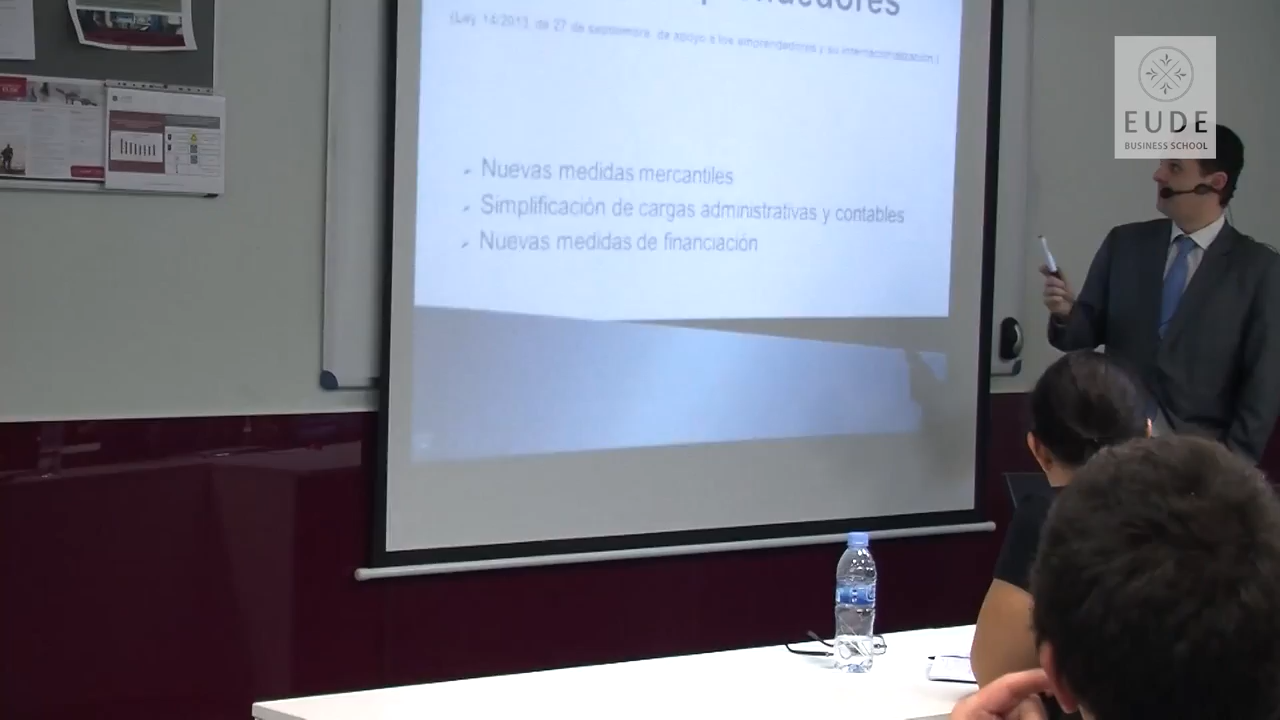 (Ley 14/2013, de 27 de septiembre, de apoyo a los emprendedores y su internacionalización.)
Nuevas medidas mercantiles
Simplificación de cargas administrativas y contables
Nuevas medidas de financiación
EUDE
BUSINESS SCHOOL